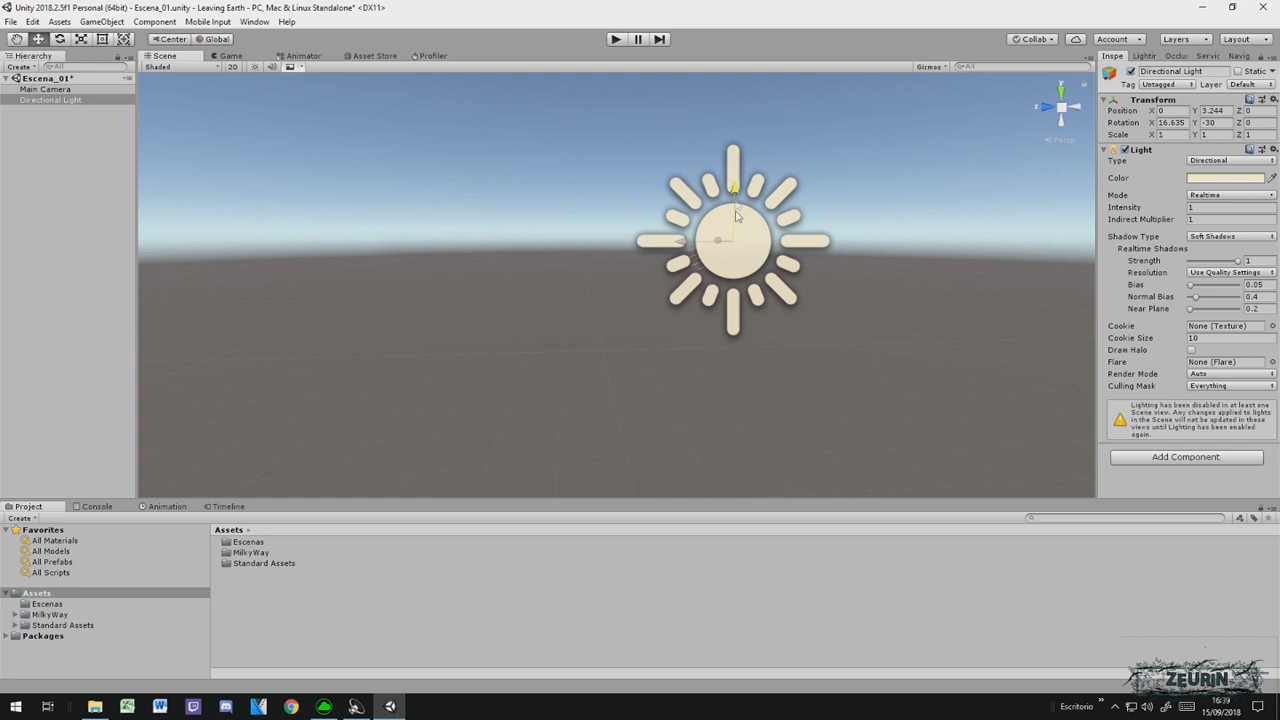 Unity 2018.2.5f1 Personal (64bit) - Escena_01.unity - Leaving Earth - PC, Mac & Linux Standalone* <DX11>
File Edit Assets GameObject Component Mobile Input Window Help
Center Global Collab Account Layers Layout
Hierarchy Scene Game Animator Asset Store Profiler Inspe Lightir Occlu Servic Navig
Create All Shaded 2D Gizmos All Directional Light Static
Escena_01* Tag Untagged Layer Default
Main Camera
Directional Light
y
z
Persp
Transform
Position X 0 Y 3.244 Z 0
Rotation X 16.635 Y -30 Z 0
Scale X 1 Y 1 Z 1
Light
Type Directional
Color
Mode Realtime
Intensity 1
Indirect Multiplier 1
Shadow Type Soft Shadows
Realtime Shadows
Strength 1
Resolution Use Quality Settings
Bias 0.05
Normal Bias 0.4
Near Plane 0.2
Cookie None (Texture)
Cookie Size 10
Draw Halo
Flare None (Flare)
Render Mode Auto
Culling Mask Everything
Lighting has been disabled in at least one
Scene view. Any changes applied to lights
in the Scene will not be updated in these
views until Lighting has been enabled
again.
Add Component
Project Console Animation Timeline
Create
Favorites
All Materials
All Models
All Prefabs
All Scripts
Assets
Escenas
MilkyWay
Standard Assets
Packages
Assets
Escenas
MilkyWay
Standard Assets
ZEURIN
Escritorio
16:39
15/09/2018